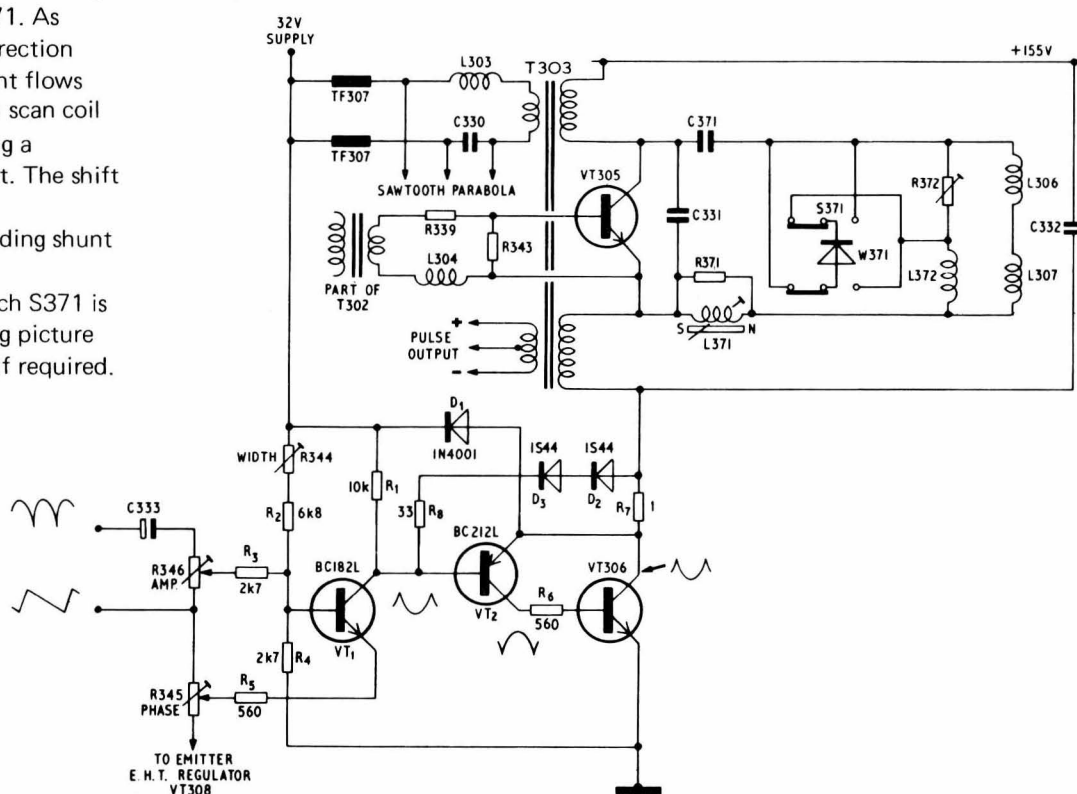 71. As
rection
nt flows
scan coil
g a
t. The shift
ding shunt
ch S371 is
g picture
f required.
32V
SUPPLY
TF307
L303
T303
+155V
TF307
C330
SAWTOOTH PARABOLA
VT305
C371
C331
R372
L306
S371
W371
C332
R339
R343
L304
PART OF
T302
R371
L372
L307
+
PULSE
OUTPUT
−
S
N
L371
D1
1N4001
WIDTH
R344
10k
R1
33
R8
1S44
D3
1S44
D2
R7
1
C333
R2
6k8
R346
AMP.
R3
2k7
BC182L
VT1
BC212L
VT2
R6
560
VT306
2k7
R4
R345
PHASE
R5
560
TO EMITTER
E.H.T. REGULATOR
VT308